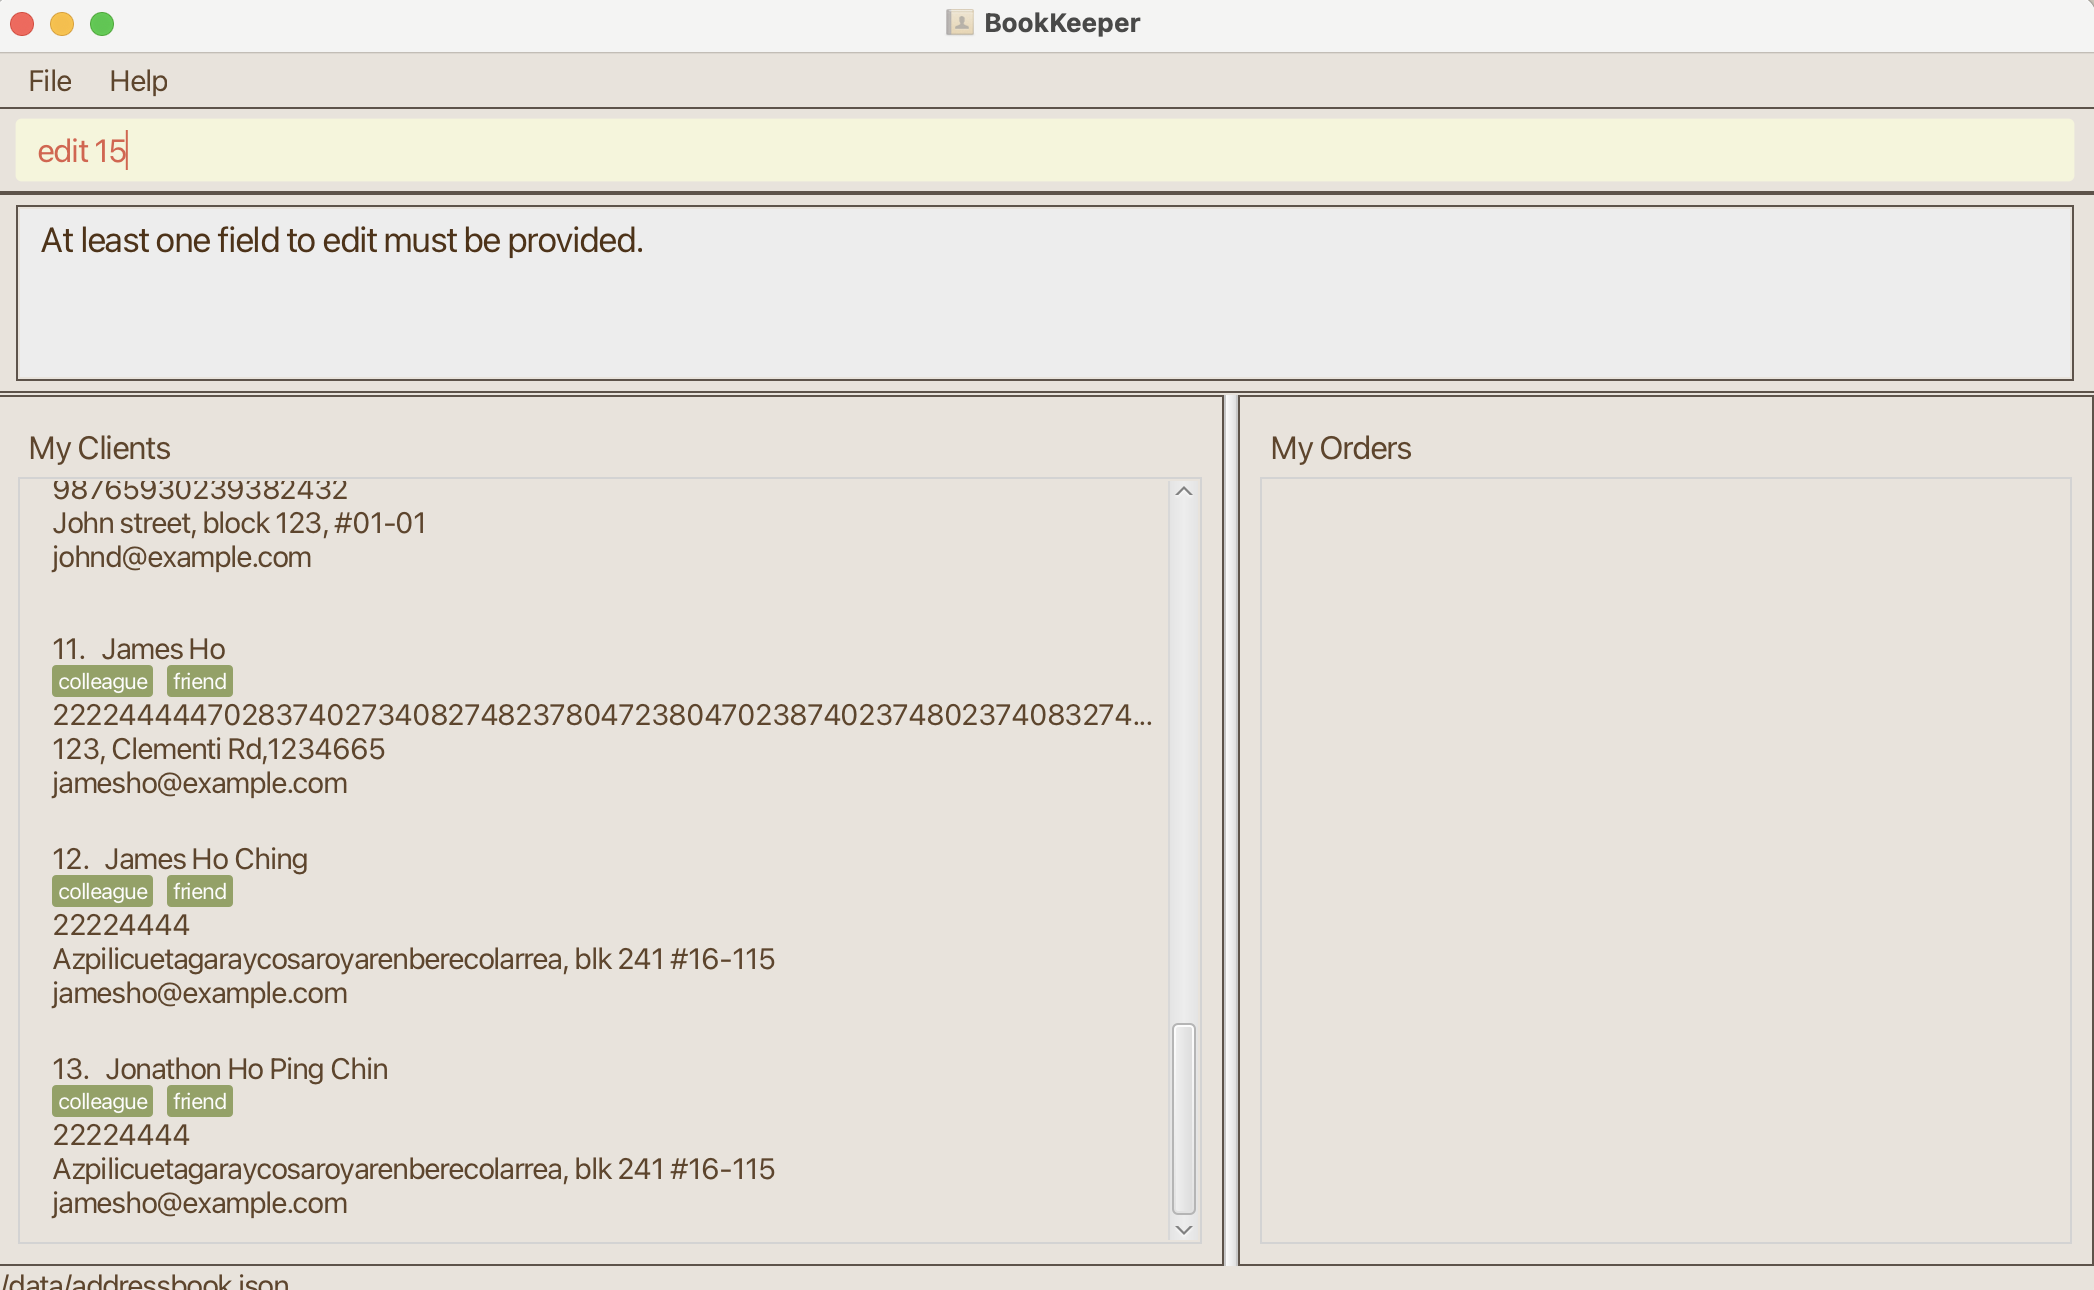 BookKeeper
File Help
edit 15
At least one field to edit must be provided.
My Clients
98765930239382432
John street, block 123, #01-01
johnd@example.com
11. James Ho
colleague friend
222244444702837402734082748237804723804702387402374802374083274...
123, Clementi Rd,1234665
jamesho@example.com
12. James Ho Ching
colleague friend
22224444
Azpilicuetagaraycosaroyarenberecolarrea, blk 241 #16-115
jamesho@example.com
13. Jonathon Ho Ping Chin
colleague friend
22224444
Azpilicuetagaraycosaroyarenberecolarrea, blk 241 #16-115
jamesho@example.com
My Orders
/data/addressbook.json